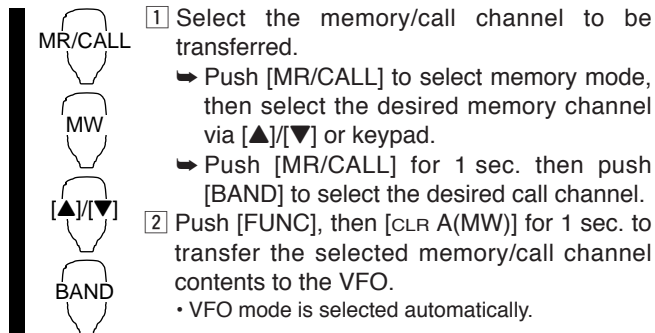 MR/CALL
MW
[▲]/[▼]
BAND
1 Select the memory/call channel to be
transferred.
➥ Push [MR/CALL] to select memory mode,
then select the desired memory channel
via [▲]/[▼] or keypad.
➥ Push [MR/CALL] for 1 sec. then push
[BAND] to select the desired call channel.
2 Push [FUNC], then [CLR A(MW)] for 1 sec. to
transfer the selected memory/call channel
contents to the VFO.
• VFO mode is selected automatically.